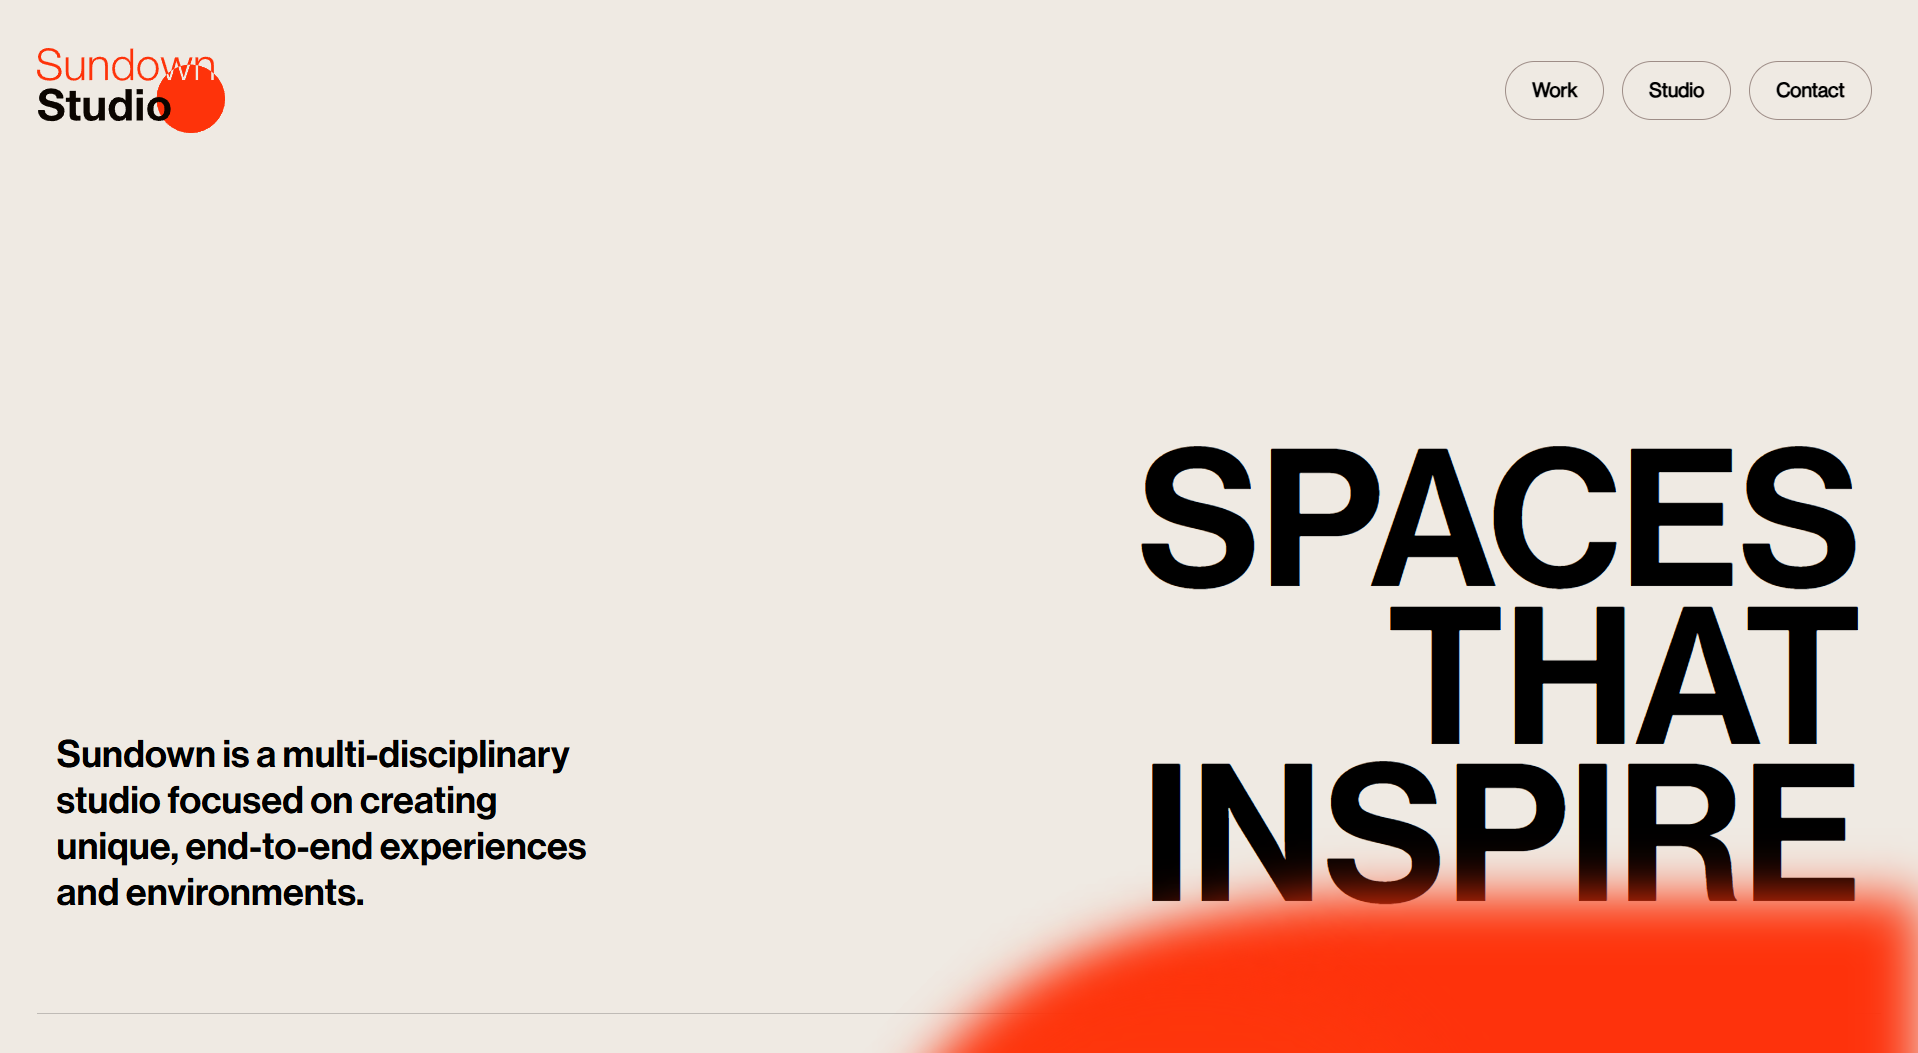 Sundown
Studio
Work
Studio
Contact
SPACES
THAT
INSPIRE
Sundown is a multi-disciplinary
studio focused on creating
unique, end-to-end experiences
and environments.